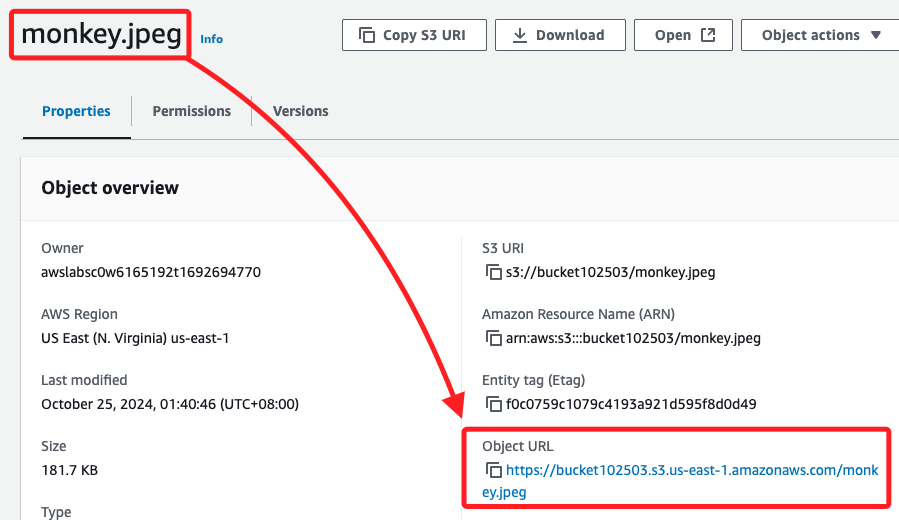 monkey.jpeg Info
Copy S3 URI
Download
Open
Object actions
Properties
Permissions
Versions
Object overview
Owner
awslabsc0w6165192t1692694770
AWS Region
US East (N. Virginia) us-east-1
Last modified
October 25, 2024, 01:40:46 (UTC+08:00)
Size
181.7 KB
Type
S3 URI
s3://bucket102503/monkey.jpeg
Amazon Resource Name (ARN)
arn:aws:s3:::bucket102503/monkey.jpeg
Entity tag (Etag)
f0c0759c1079c4193a921d595f8d0d49
Object URL
https://bucket102503.s3.us-east-1.amazonaws.com/monk
ey.jpeg